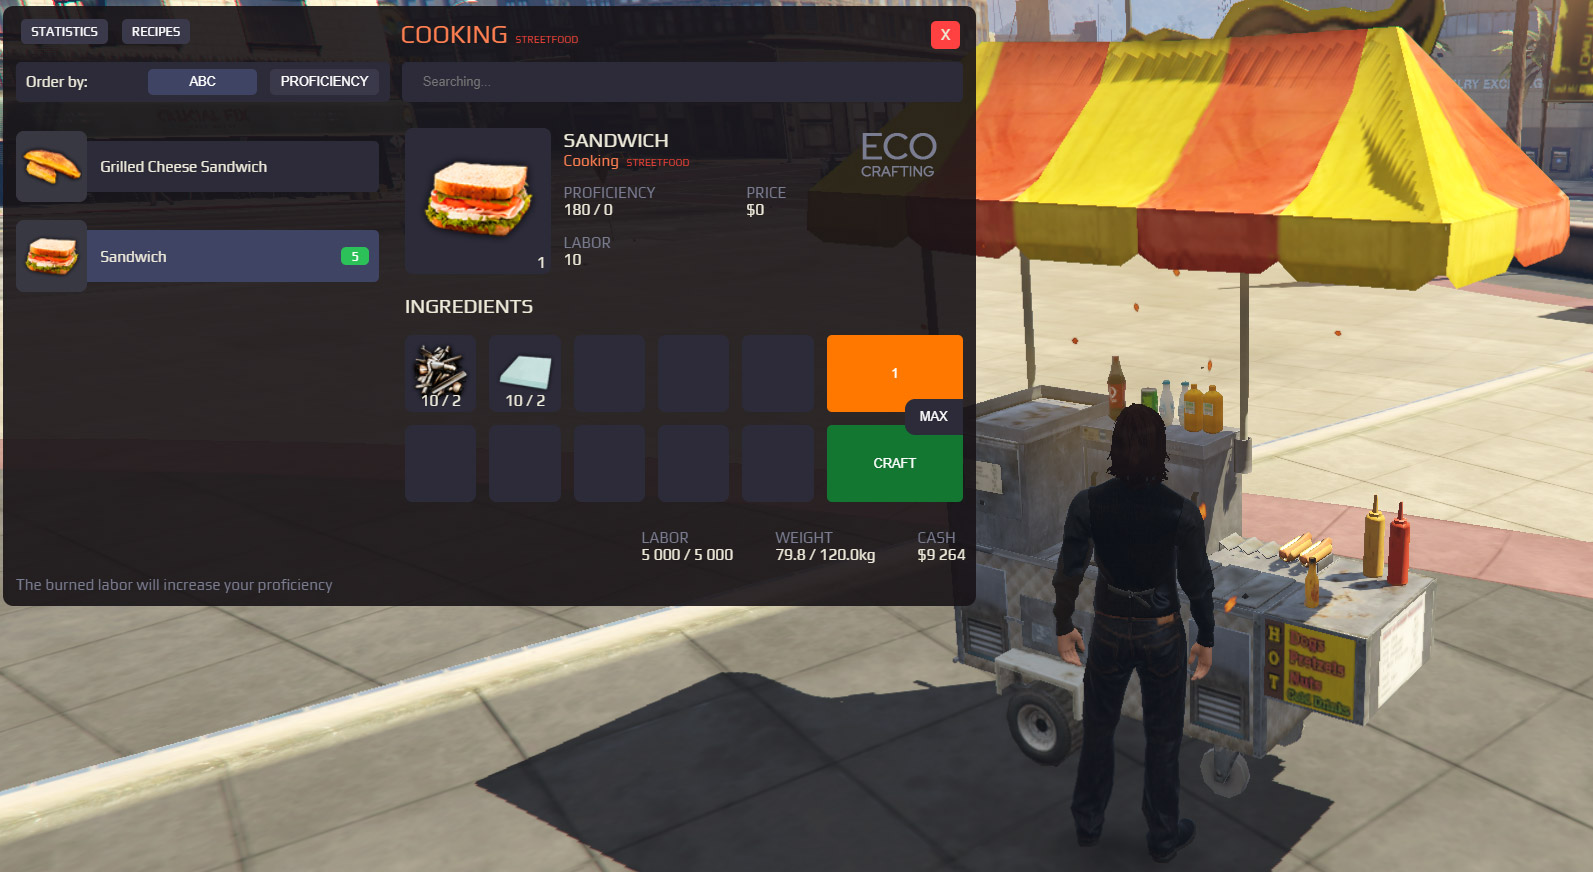 STATISTICS
RECIPES
COOKING STREETFOOD
X
Order by:
ABC
PROFICIENCY
Searching...
Grilled Cheese Sandwich
Sandwich
5
SANDWICH
Cooking STREETFOOD
ECO
CRAFTING
PROFICIENCY
180 / 0
PRICE
$0
LABOR
10
1
INGREDIENTS
10 / 2
10 / 2
1
MAX
CRAFT
LABOR
5 000 / 5 000
WEIGHT
79.8 / 120.0kg
CASH
$9 264
The burned labor will increase your proficiency
HOT
Dogs
Pretzels
Nuts
Cold Drinks